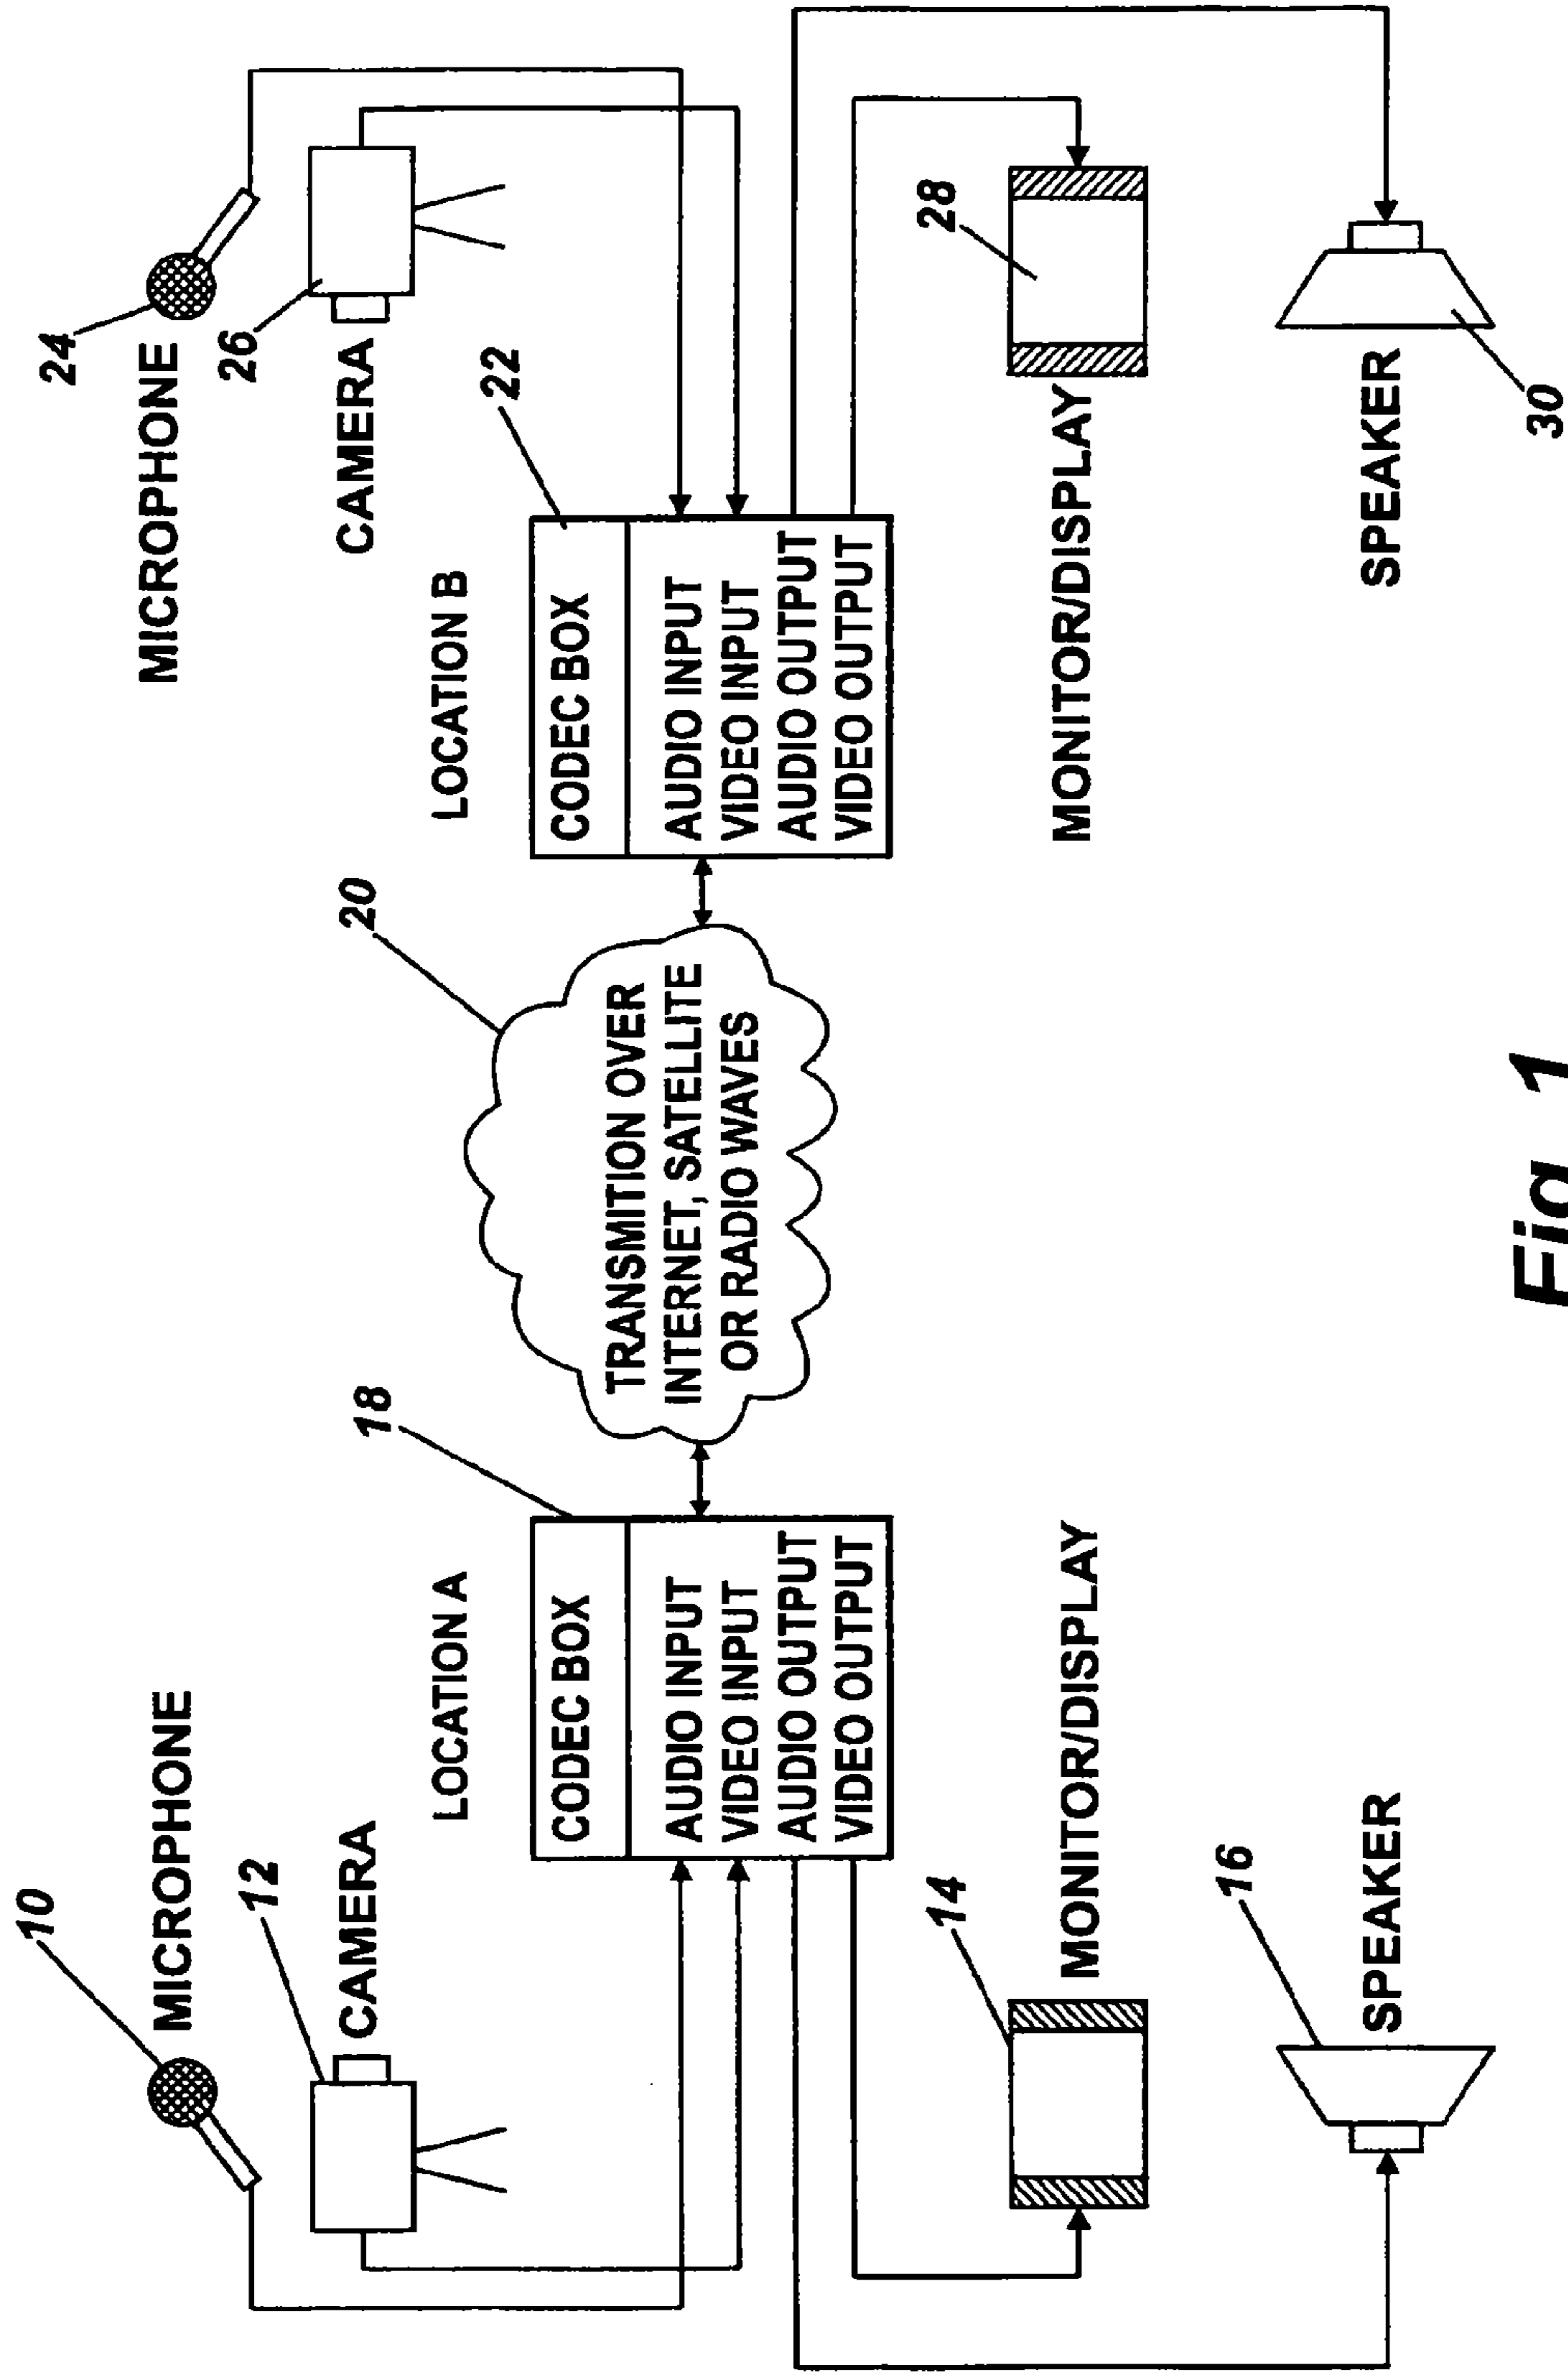 10
MICROPHONE
12
CAMERA
LOCATION A
18
CODEC BOX
AUDIO INPUT
VIDEO INPUT
AUDIO OUTPUT
VIDEO OUTPUT
14
MONITOR/DISPLAY
16
SPEAKER
20
TRANSMITION OVER
INTERNET, SATELLITE
OR RADIO WAVES
24
MICROPHONE
26
CAMERA
LOCATION B
22
CODEC BOX
AUDIO INPUT
VIDEO INPUT
AUDIO OUTPUT
VIDEO OUTPUT
28
MONITOR/DISPLAY
SPEAKER
30
Fig. 1